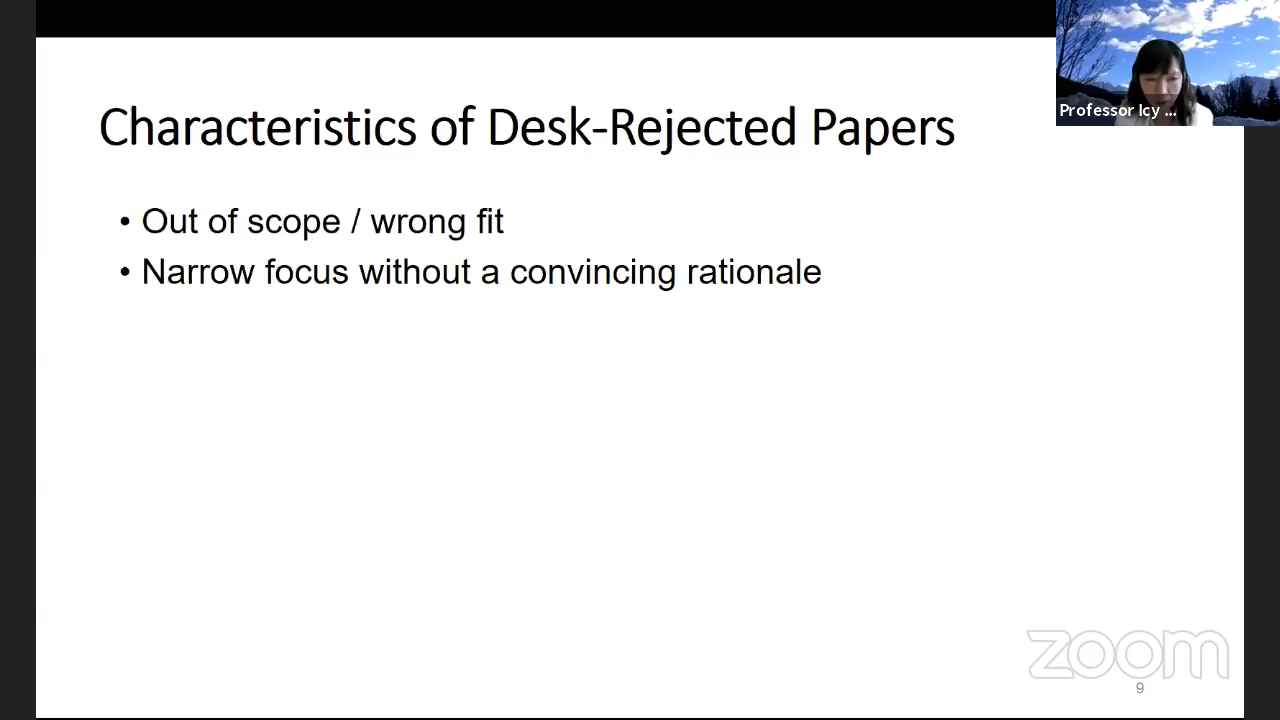 Professor Icy ...
Characteristics of Desk-Rejected Papers
• Out of scope / wrong fit
• Narrow focus without a convincing rationale
zoom
9